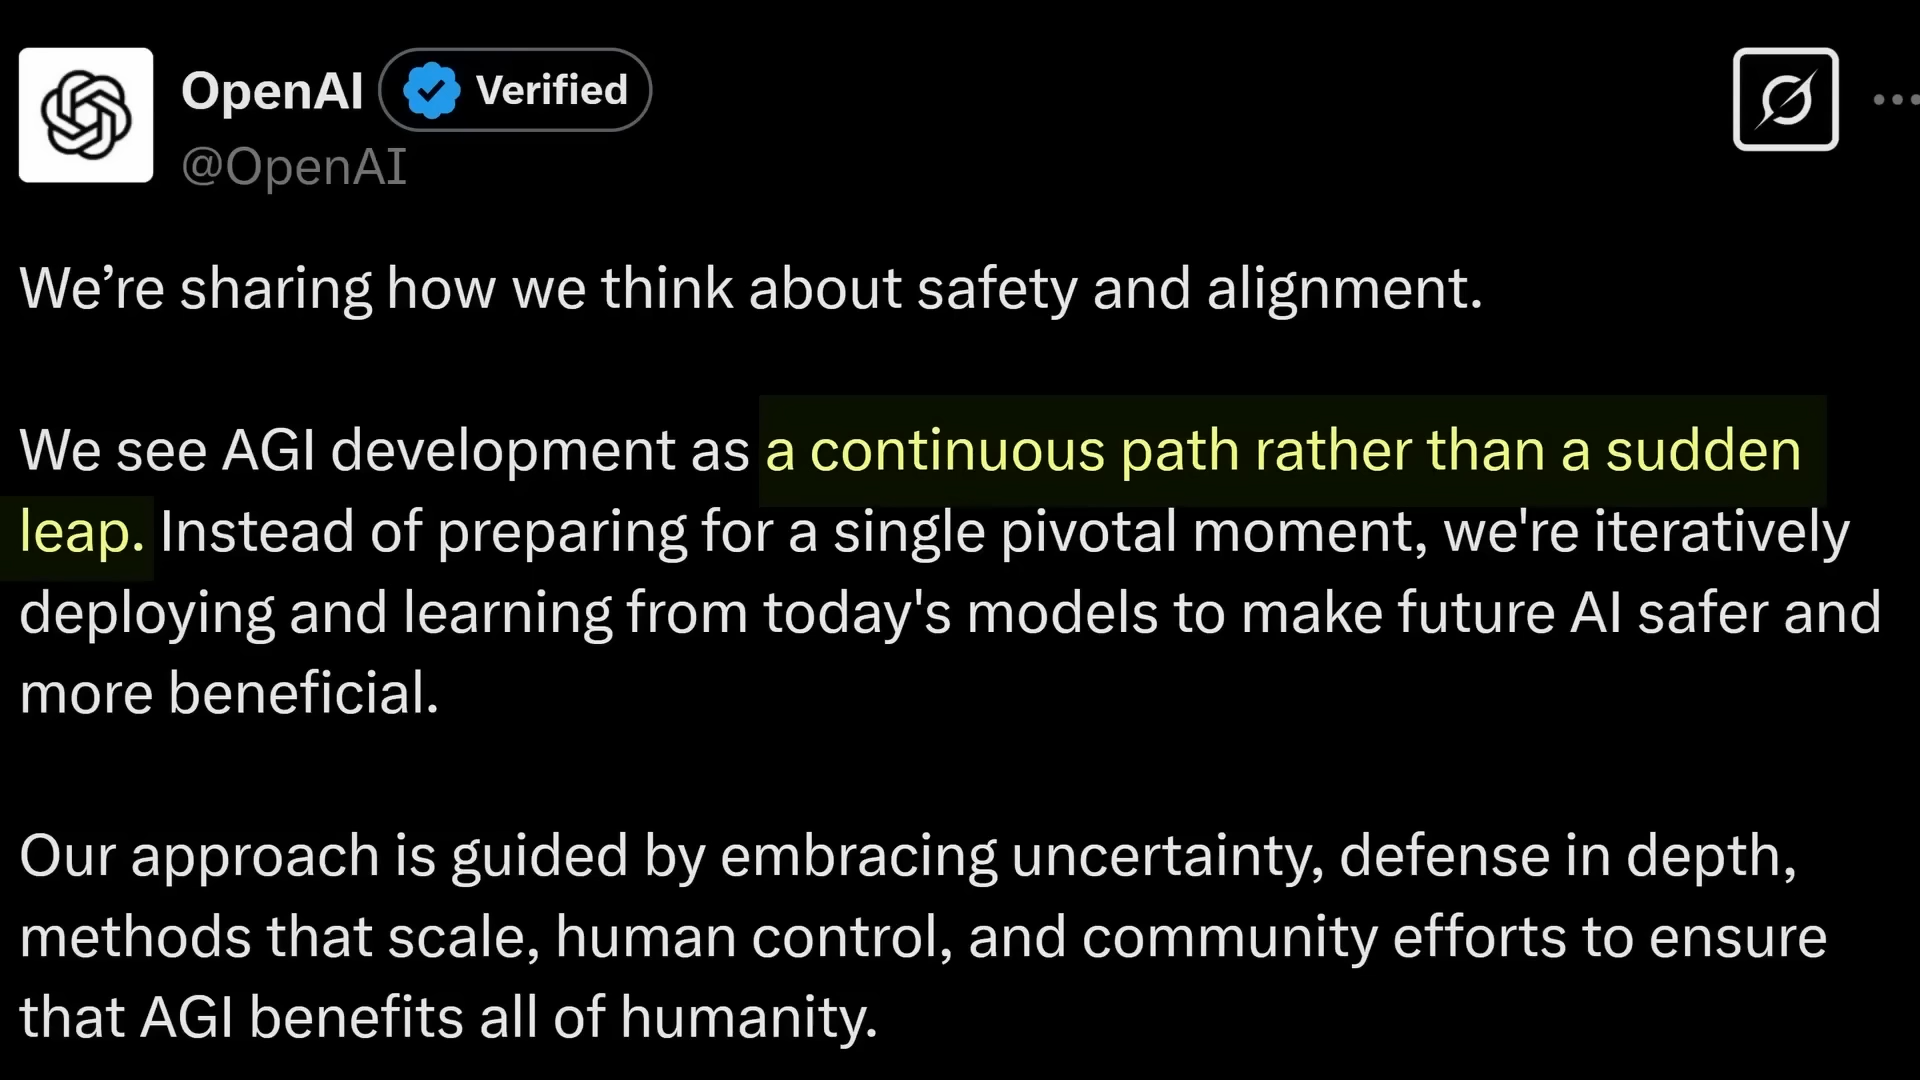 OpenAI Verified
@OpenAI
We’re sharing how we think about safety and alignment.
We see AGI development as a continuous path rather than a sudden
leap. Instead of preparing for a single pivotal moment, we're iteratively
deploying and learning from today's models to make future AI safer and
more beneficial.
Our approach is guided by embracing uncertainty, defense in depth,
methods that scale, human control, and community efforts to ensure
that AGI benefits all of humanity.